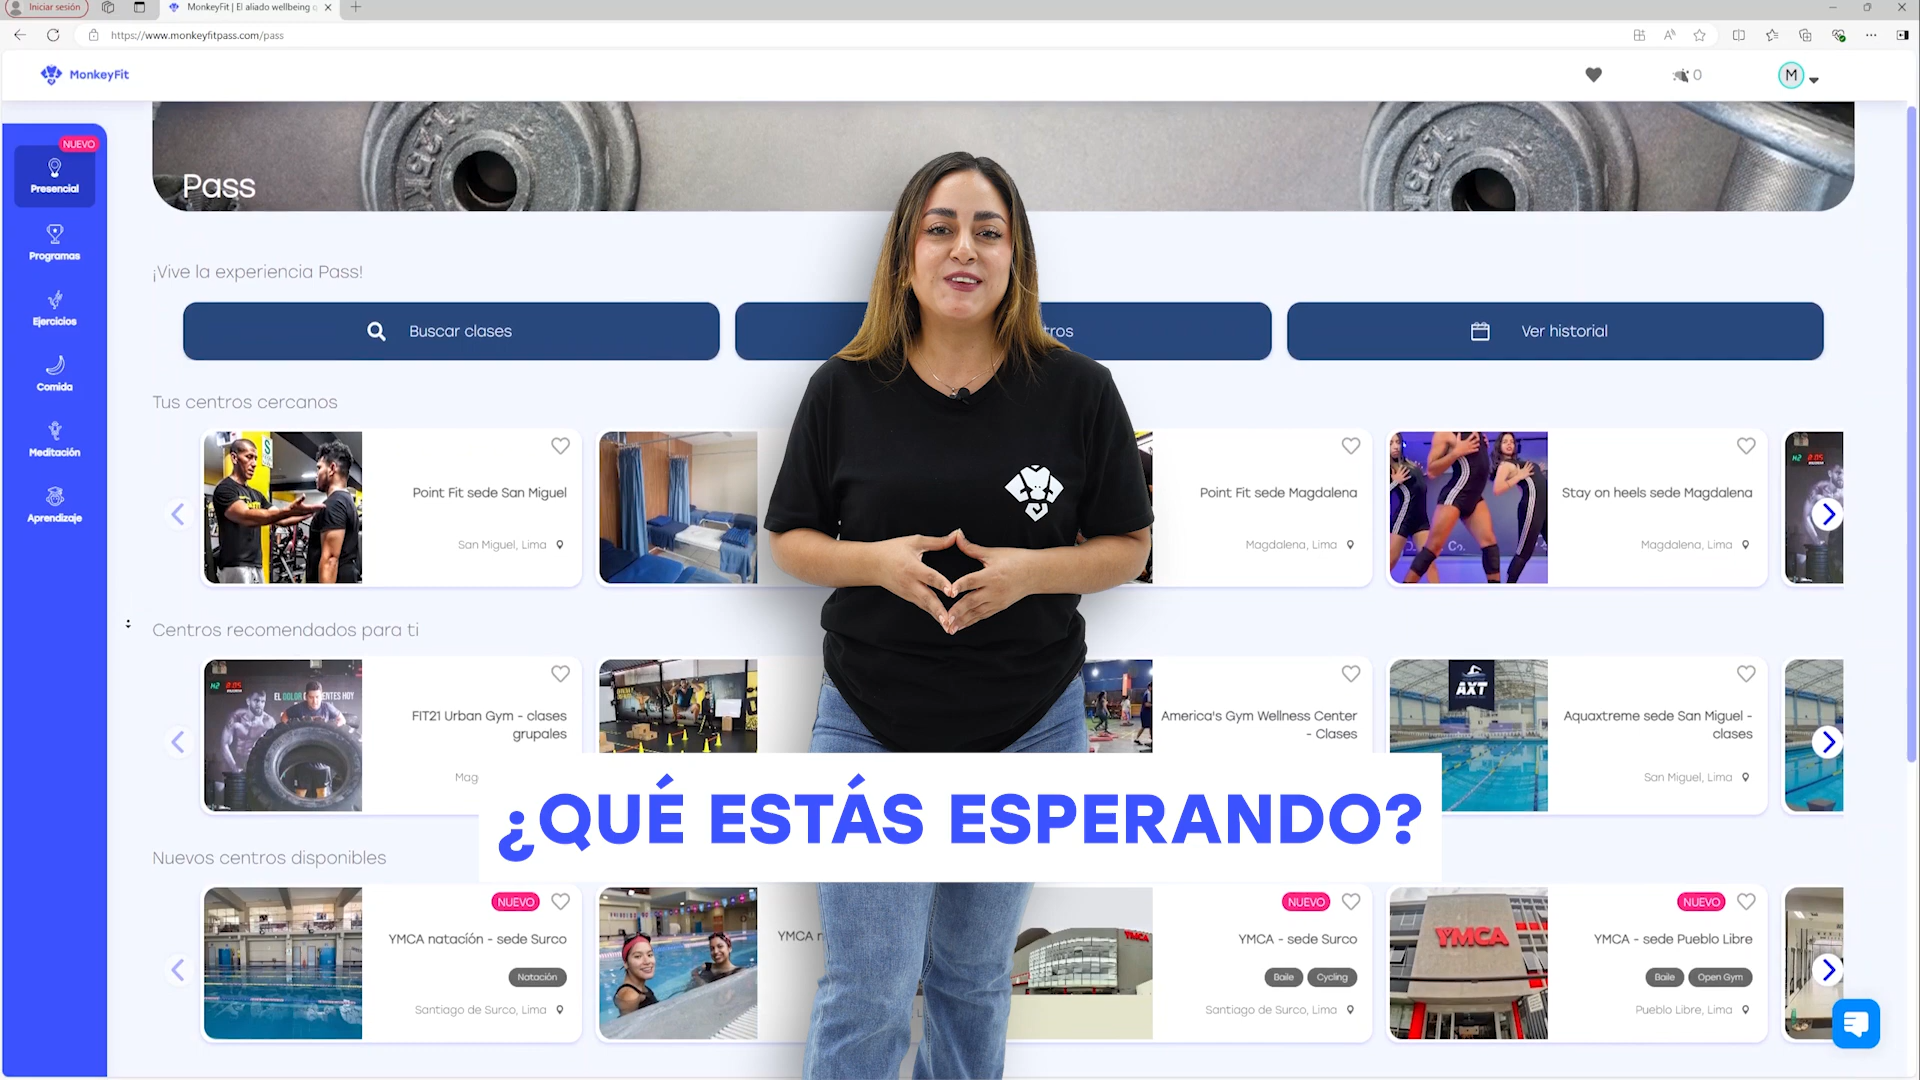 Iniciar sesión
MonkeyFit | El aliado wellbeing
https://www.monkeyfitpass.com/pass
MonkeyFit
0
M
NUEVO
Presencial
Programas
Ejercicios
Comida
Meditación
Aprendizaje
Pass
¡Vive la experiencia Pass!
Buscar clases
tros
Ver historial
Tus centros cercanos
Point Fit sede San Miguel
San Miguel, Lima
Point Fit sede Magdalena
Magdalena, Lima
Stay on heels sede Magdalena
Magdalena, Lima
Centros recomendados para ti
FIT21 Urban Gym - clases
grupales
Mag
America's Gym Wellness Center
- Clases
AXT
Aquaxtreme sede San Miguel -
clases
San Miguel, Lima
¿QUÉ ESTÁS ESPERANDO?
Nuevos centros disponibles
NUEVO
YMCA natación - sede Surco
Natación
Santiago de Surco, Lima
YMCA n
L
YMCA
NUEVO
YMCA - sede Surco
Baile
Cycling
Santiago de Surco, Lima
YMCA
NUEVO
YMCA - sede Pueblo Libre
Baile
Open Gym
Pueblo Libre, Lima